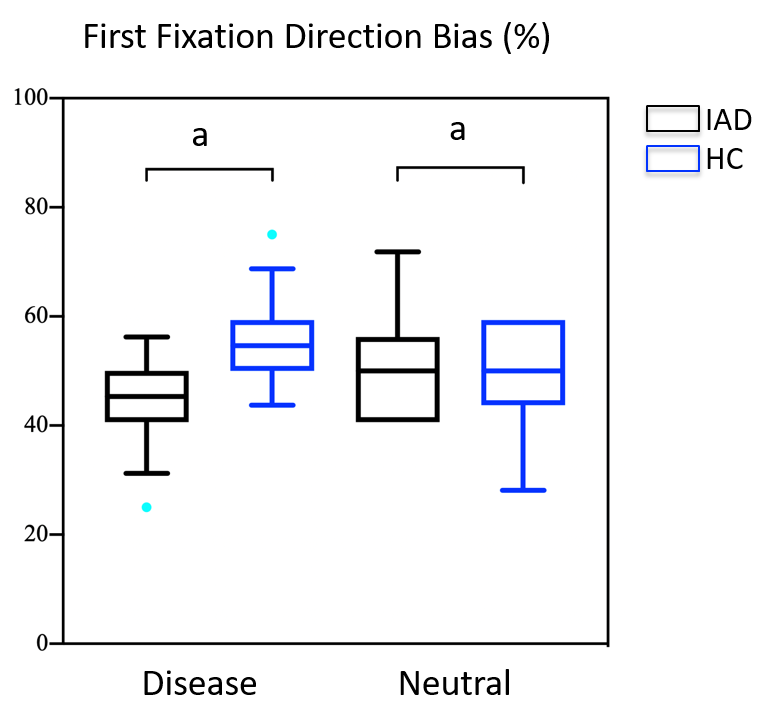 First Fixation Direction Bias (%)
100
80
60
40
20
0
a
a
IAD
HC
Disease
Neutral